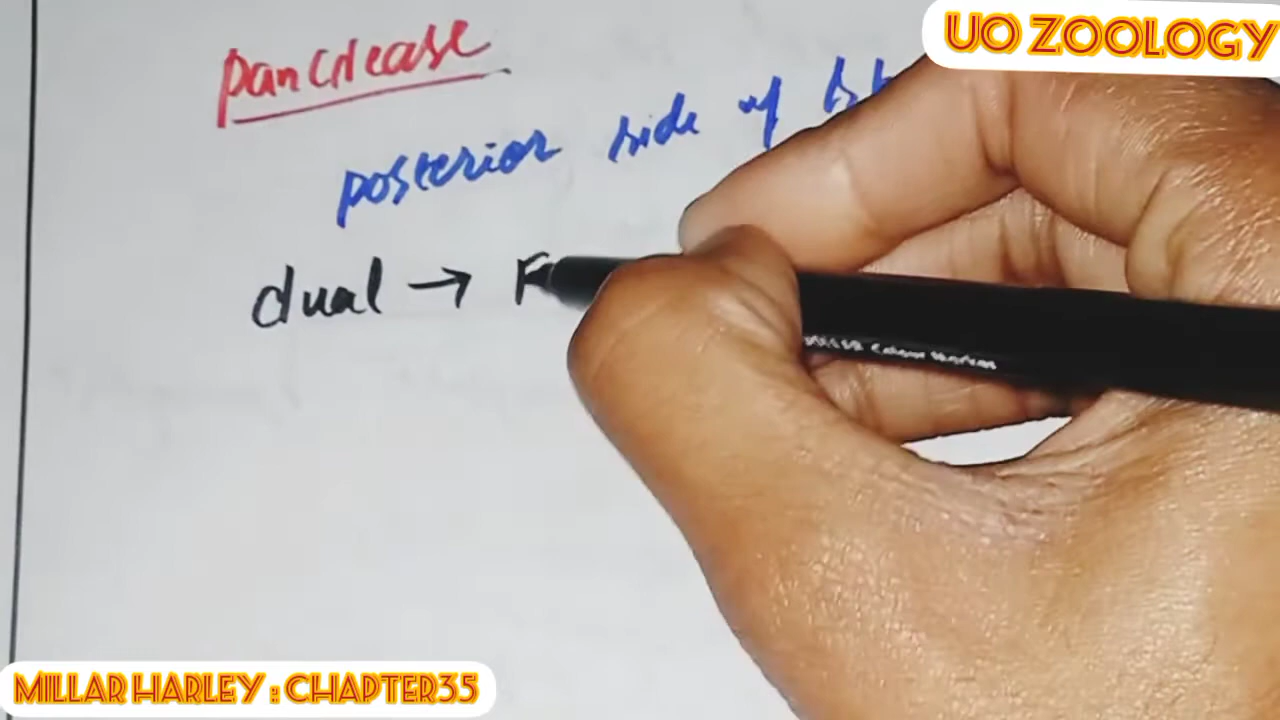 UO ZOOLOGY
Pancrease
posterior side of
dual → F
MILLAR HARLEY : CHAPTER35